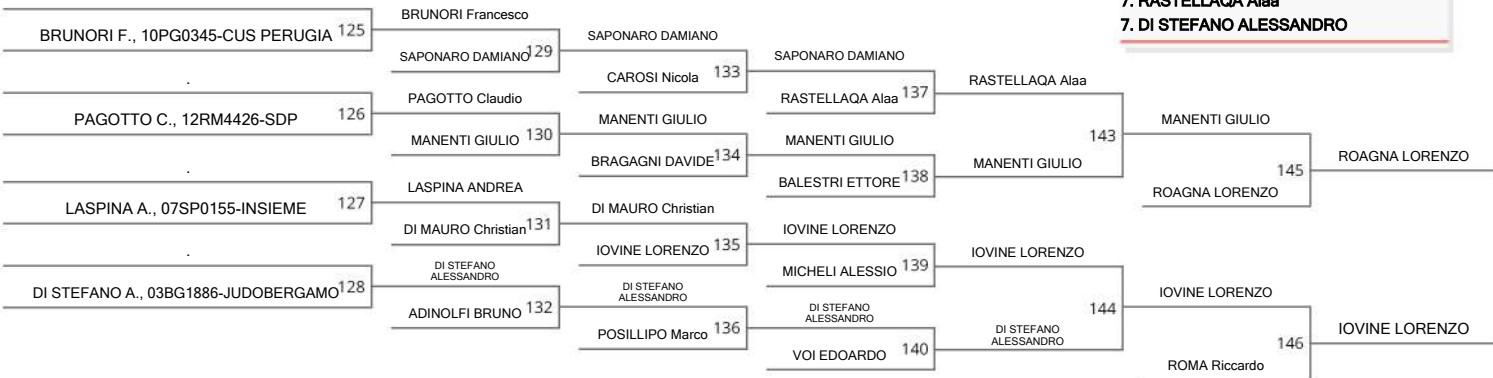 7. RASTELLAQA Alaa
7. DI STEFANO ALESSANDRO
BRUNORI F., 10PG0345-CUS PERUGIA 125
.
PAGOTTO C., 12RM4426-SDP 126
.
LASPINA A., 07SP0155-INSIEME 127
.
DI STEFANO A., 03BG1886-JUDOBERGAMO 128
BRUNORI Francesco
SAPONARO DAMIANO 129
PAGOTTO Claudio
MANENTI GIULIO 130
LASPINA ANDREA
DI MAURO Christian 131
DI STEFANO
ALESSANDRO
ADINOLFI BRUNO 132
SAPONARO DAMIANO
CAROSI Nicola 133
MANENTI GIULIO
BRAGAGNI DAVIDE 134
DI MAURO Christian
IOVINE LORENZO 135
DI STEFANO
ALESSANDRO
POSILLIPO Marco 136
SAPONARO DAMIANO
RASTELLAQA Alaa 137
MANENTI GIULIO
BALESTRI ETTORE 138
IOVINE LORENZO
MICHELI ALESSIO 139
DI STEFANO
ALESSANDRO
VOI EDOARDO 140
RASTELLAQA Alaa
143
MANENTI GIULIO
IOVINE LORENZO
144
DI STEFANO
ALESSANDRO
MANENTI GIULIO
145
ROAGNA LORENZO
IOVINE LORENZO
146
ROMA Riccardo
ROAGNA LORENZO
IOVINE LORENZO